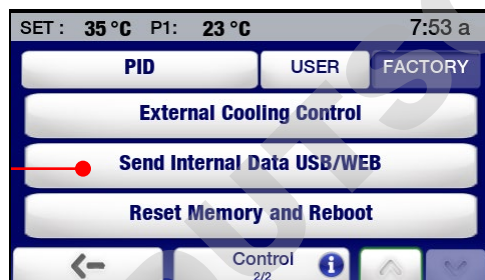 SET: 35 °C P1: 23 °C 7:53 a
PID USER FACTORY
External Cooling Control
Send Internal Data USB/WEB
Reset Memory and Reboot
Control
2/2